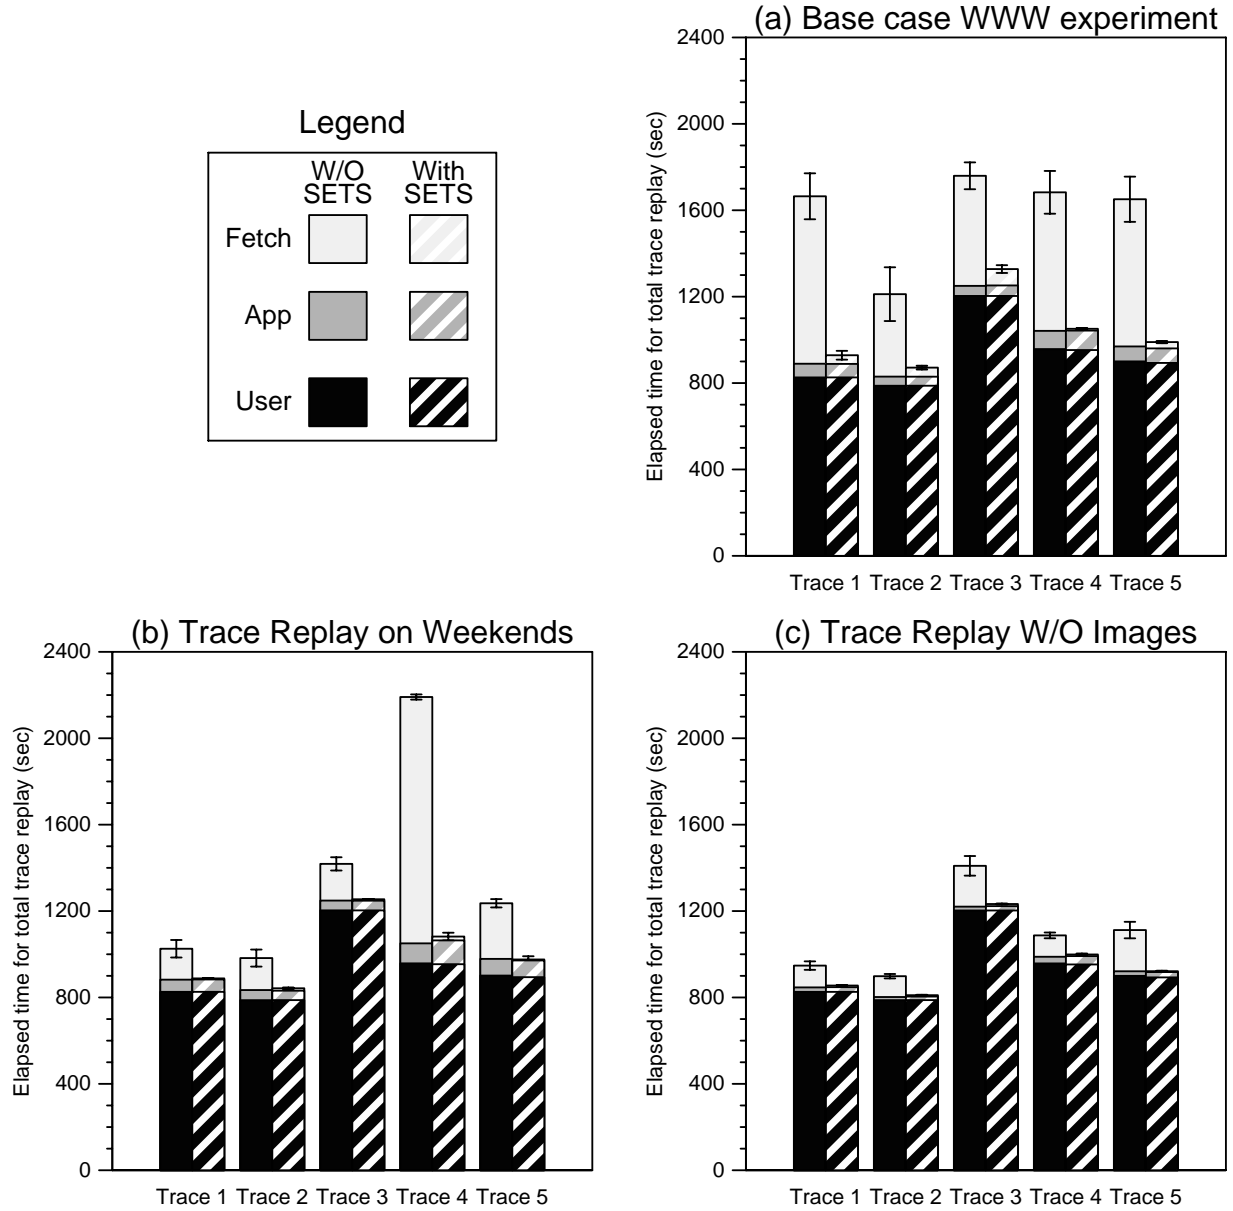 (a) Base case WWW experiment
Legend
W/O SETS
With SETS
Fetch
App
User
Elapsed time for total trace replay (sec)
2400
2000
1600
1200
800
400
0
Trace 1 Trace 2 Trace 3 Trace 4 Trace 5
(b) Trace Replay on Weekends
Elapsed time for total trace replay (sec)
2400
2000
1600
1200
800
400
0
Trace 1 Trace 2 Trace 3 Trace 4 Trace 5
(c) Trace Replay W/O Images
Elapsed time for total trace replay (sec)
2400
2000
1600
1200
800
400
0
Trace 1 Trace 2 Trace 3 Trace 4 Trace 5